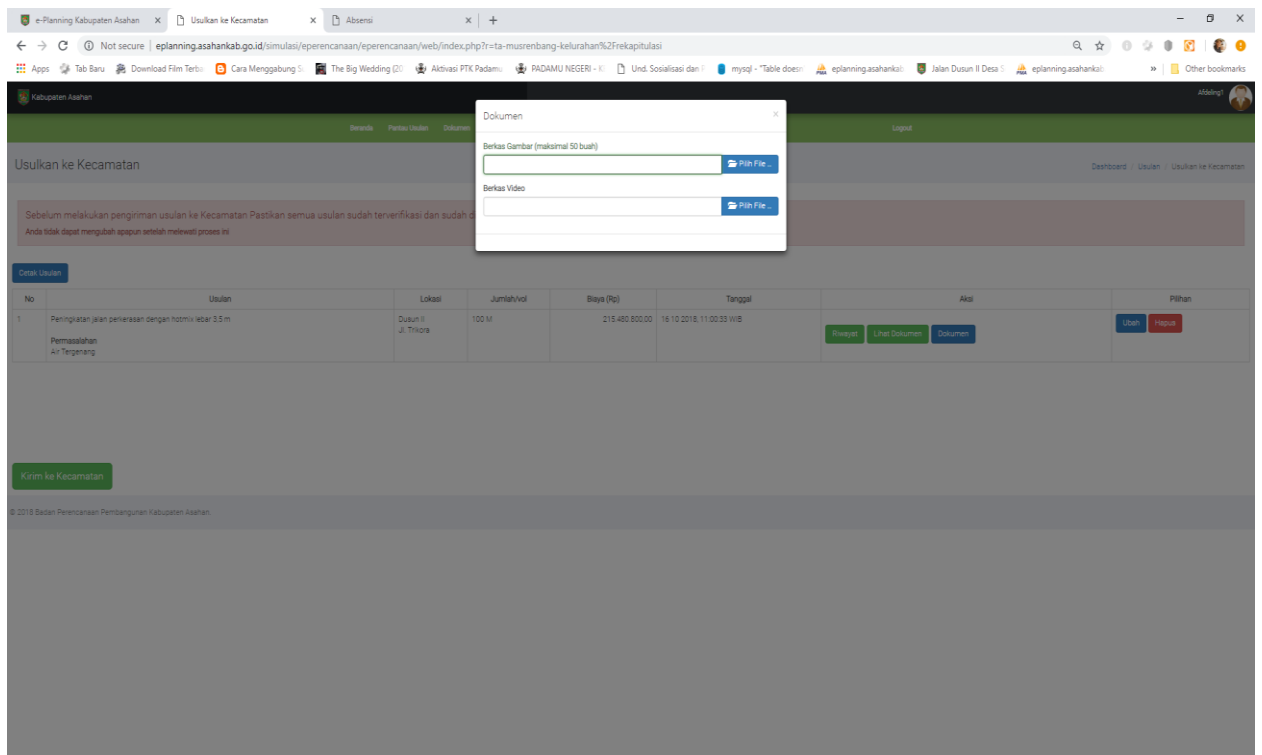 e-Planning Kabupaten Asahan
Usulkan ke Kecamatan
Absensi
Not secure | eplanning.asahankab.go.id/simulasi/eperencanaan/eperencanaan/web/index.php?r=ta-musrenbang-kelurahan%2Frekapitulasi
Apps Tab Baru Download Film Terba Cara Menggabung S The Big Wedding (20 Aktivasi PTK Padamu PADAMU NEGERI - Und. Sosialisasi dan mysql - "Table doesn eplanning.asahankab Jalan Dusun II Desa S eplanning.asahankab » Other bookmarks
Kabupaten Asahan
Afdeling1
Beranda Pantau Usulan Dokumen Logout
Dokumen ×
Berkas Gambar (maksimal 50 buah)
Pilih File ...
Berkas Video
Pilih File ...
Usulkan ke Kecamatan
Dashboard / Usulan / Usulkan ke Kecamatan
Sebelum melakukan pengiriman usulan ke Kecamatan Pastikan semua usulan sudah terverifikasi dan sudah d
Anda tidak dapat mengubah apapun setelah melewati proses ini
Cetak Usulan
No Usulan Lokasi Jumlah/vol Biaya (Rp) Tanggal Aksi Pilihan
1 Peningkatan jalan perkerasan dengan hotmix lebar 3,5 m Dusun II 100 M 215.480.800,00 16 10 2018, 11:00:33 WIB Riwayat Lihat Dokumen Dokumen Ubah Hapus
Jl. Trikora
Permasalahan
Air Tergenang
Kirim ke Kecamatan
© 2018 Badan Perencanaan Pembangunan Kabupaten Asahan.